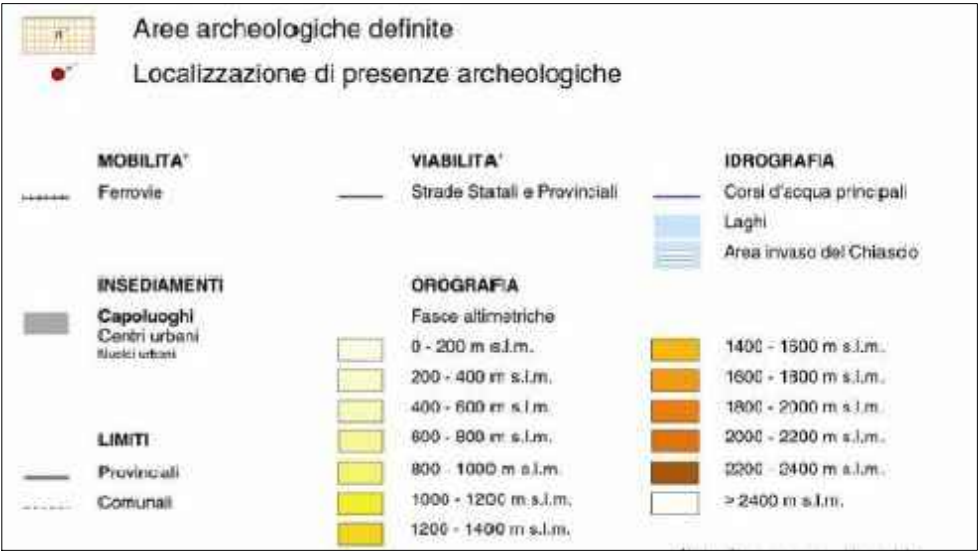 n°
Aree archeologiche definite
Localizzazione di presenze archeologiche
MOBILITA'
Ferrovie
VIABILITA'
Strade Statali e Provinciali
IDROGRAFIA
Corsi d'acqua principali
Laghi
Area invaso del Chiascio
INSEDIAMENTI
Capoluoghi
Centri urbani
Nuclei urbani
LIMITI
Provinciali
Comunali
OROGRAFIA
Fasce altimetriche
0 - 200 m s.l.m.
200 - 400 m s.l.m.
400 - 600 m s.l.m.
600 - 800 m s.l.m.
800 - 1000 m s.l.m.
1000 - 1200 m s.l.m.
1200 - 1400 m s.l.m.
1400 - 1600 m s.l.m.
1600 - 1800 m s.l.m.
1800 - 2000 m s.l.m.
2000 - 2200 m s.l.m.
2200 - 2400 m s.l.m.
> 2400 m s.l.m.